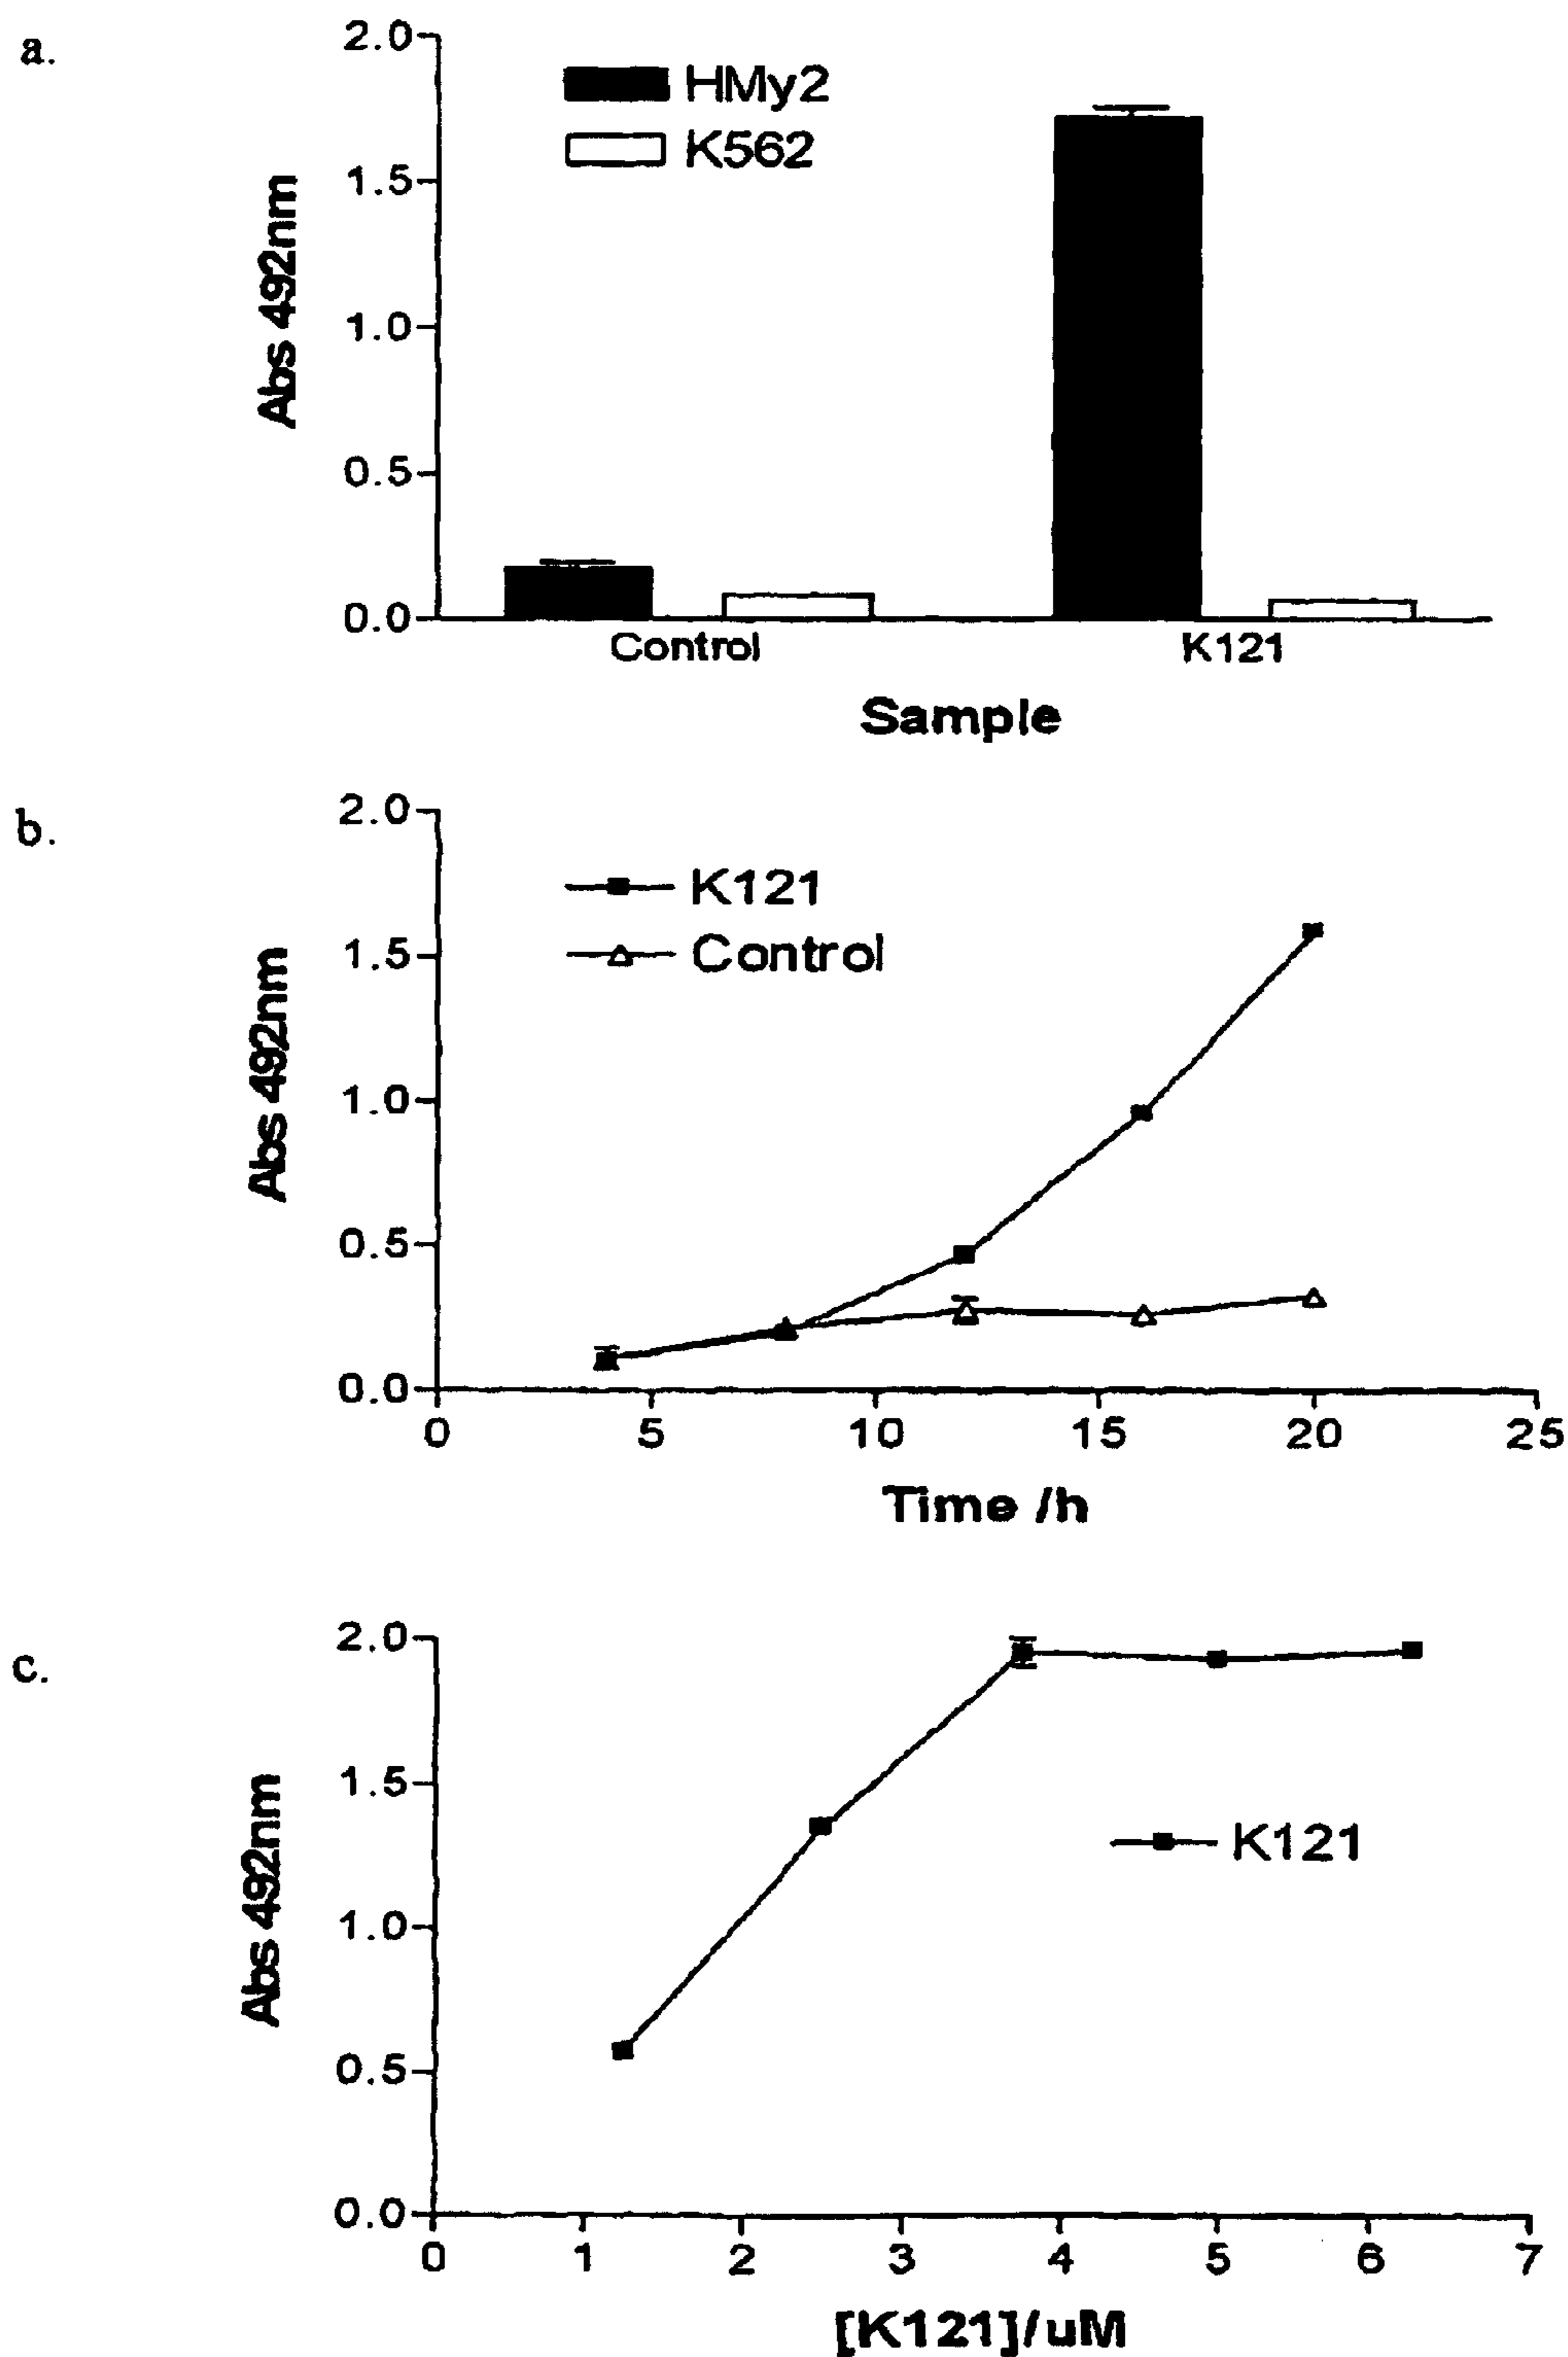 a.
2.0
1.5
1.0
0.5
0.0
Abs 492nm
HMy2
K562
Control
K121
Sample
b.
2.0
1.5
1.0
0.5
0.0
Abs 492nm
K121
Control
0 5 10 15 20 25
Time /h
c.
2.0
1.5
1.0
0.5
0.0
Abs 492nm
K121
0 1 2 3 4 5 6 7
[K121]/uM